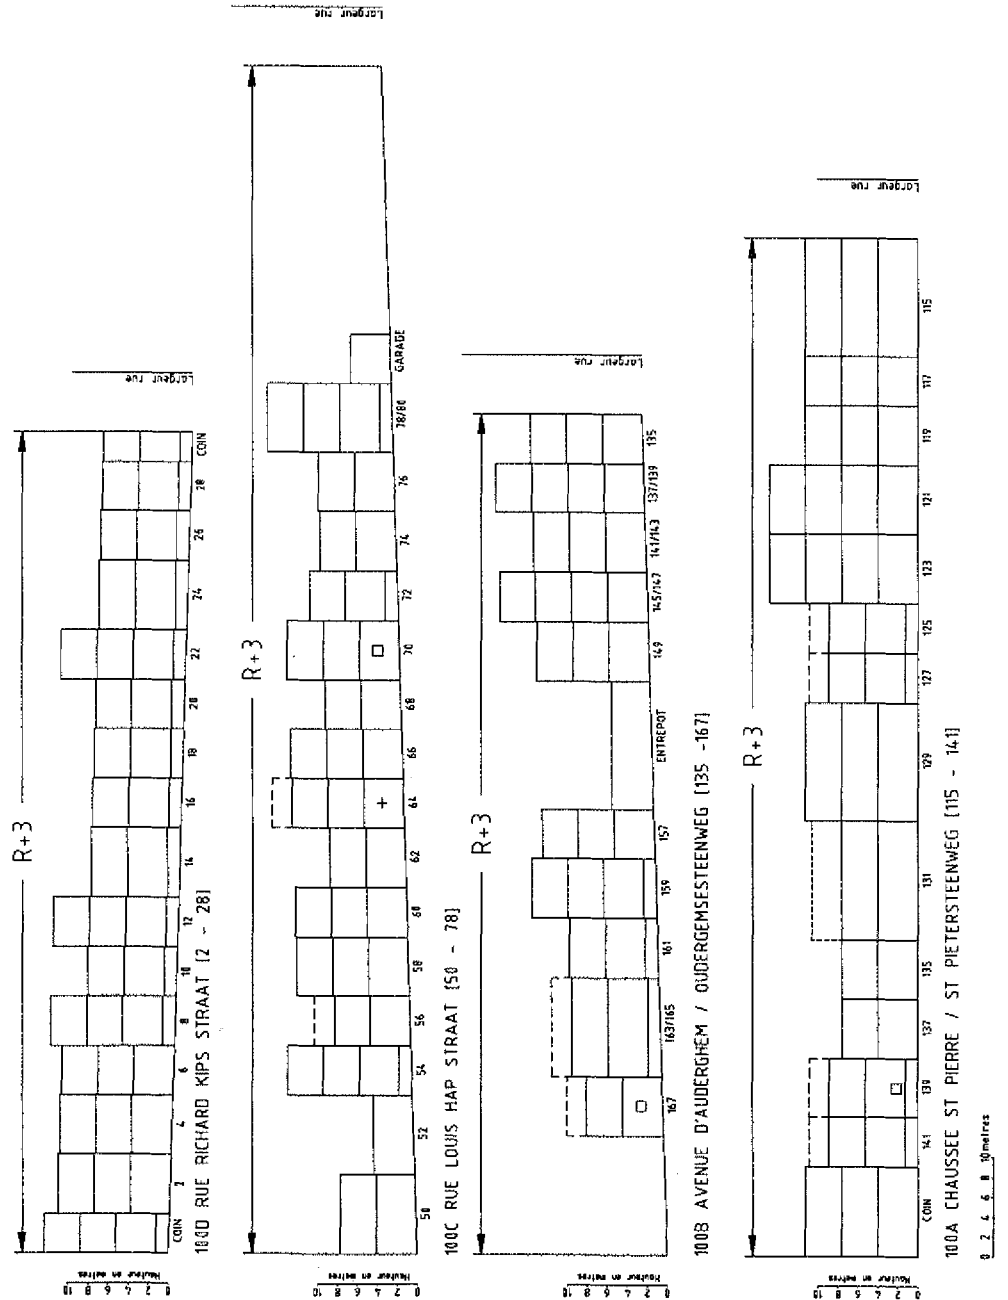 R+3
Hauteur en metres
0 2 4 6 8 10
COIN 2 4 6 8 10 12 14 16 18 20 22 24 26 28 COIN
Largeur rue
100D RUE RICHARD KIPS STRAAT [2 - 28]
R+3
Hauteur en metres
0 2 4 6 8 10
50 52 54 56 58 60 62 64 66 68 70 72 74 76 78/80 GARAGE
Largeur rue
100C RUE LOUIS HAP STRAAT [50 - 78]
R+3
Hauteur en metres
0 2 4 6 8 10
167 163/165 161 159 157 ENTREPOT 149 145/147 141/143 137/139 135
Largeur rue
100B AVENUE D'AUDERGHEM / OUDERGEMSESTEENWEG [135 -167]
R+3
Hauteur en metres
0 2 4 6 8 10
COIN 141 139 137 135 131 129 127 125 123 121 119 117 115
Largeur rue
100A CHAUSSEE ST PIERRE / ST PIETERSTEENWEG [115 - 141]
0 2 4 6 8 10metres